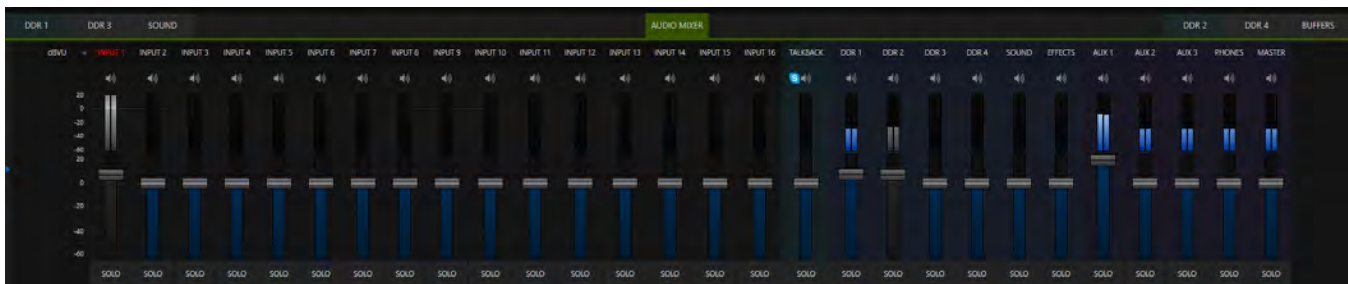 DDR 1 DDR 3 SOUND AUDIO MIXER DDR 2 DDR 4 BUFFERS
dBVU INPUT 1 INPUT 2 INPUT 3 INPUT 4 INPUT 5 INPUT 6 INPUT 7 INPUT 8 INPUT 9 INPUT 10 INPUT 11 INPUT 12 INPUT 13 INPUT 14 INPUT 15 INPUT 16 TALKBACK DDR 1 DDR 2 DDR 3 DDR 4 SOUND EFFECTS AUX 1 AUX 2 AUX 3 PHONES MASTER
S
20
0
-20
-40
-60
20
0
-20
-40
-60
SOLO SOLO SOLO SOLO SOLO SOLO SOLO SOLO SOLO SOLO SOLO SOLO SOLO SOLO SOLO SOLO SOLO SOLO SOLO SOLO SOLO SOLO SOLO SOLO SOLO SOLO SOLO SOLO